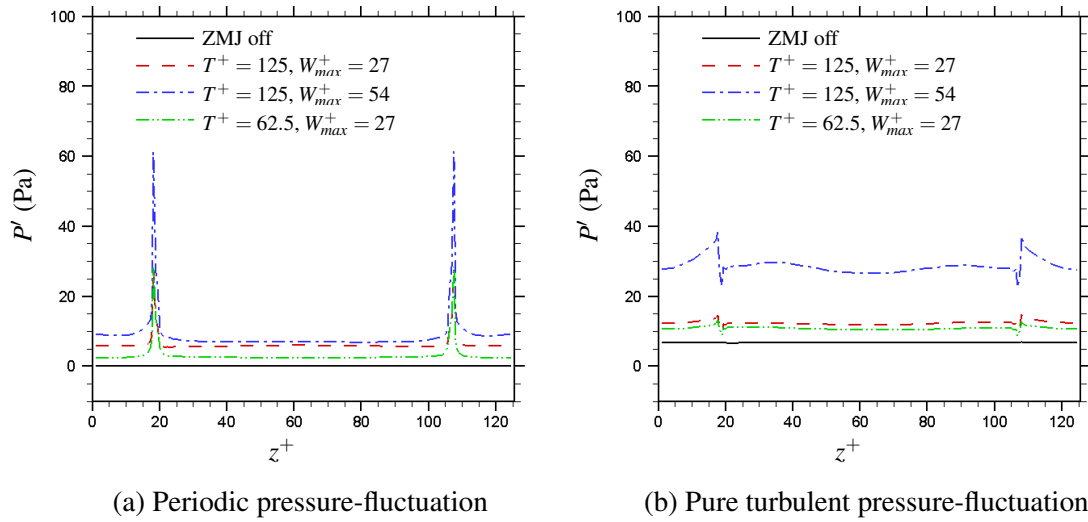 100
80
60
40
20
0
P′ (Pa)
ZMJ off
T⁺ = 125, W⁺max = 27
T⁺ = 125, W⁺max = 54
T⁺ = 62.5, W⁺max = 27
0 20 40 60 80 100 120
z⁺
(a) Periodic pressure-fluctuation
100
80
60
40
20
0
P′ (Pa)
ZMJ off
T⁺ = 125, W⁺max = 27
T⁺ = 125, W⁺max = 54
T⁺ = 62.5, W⁺max = 27
0 20 40 60 80 100 120
z⁺
(b) Pure turbulent pressure-fluctuation